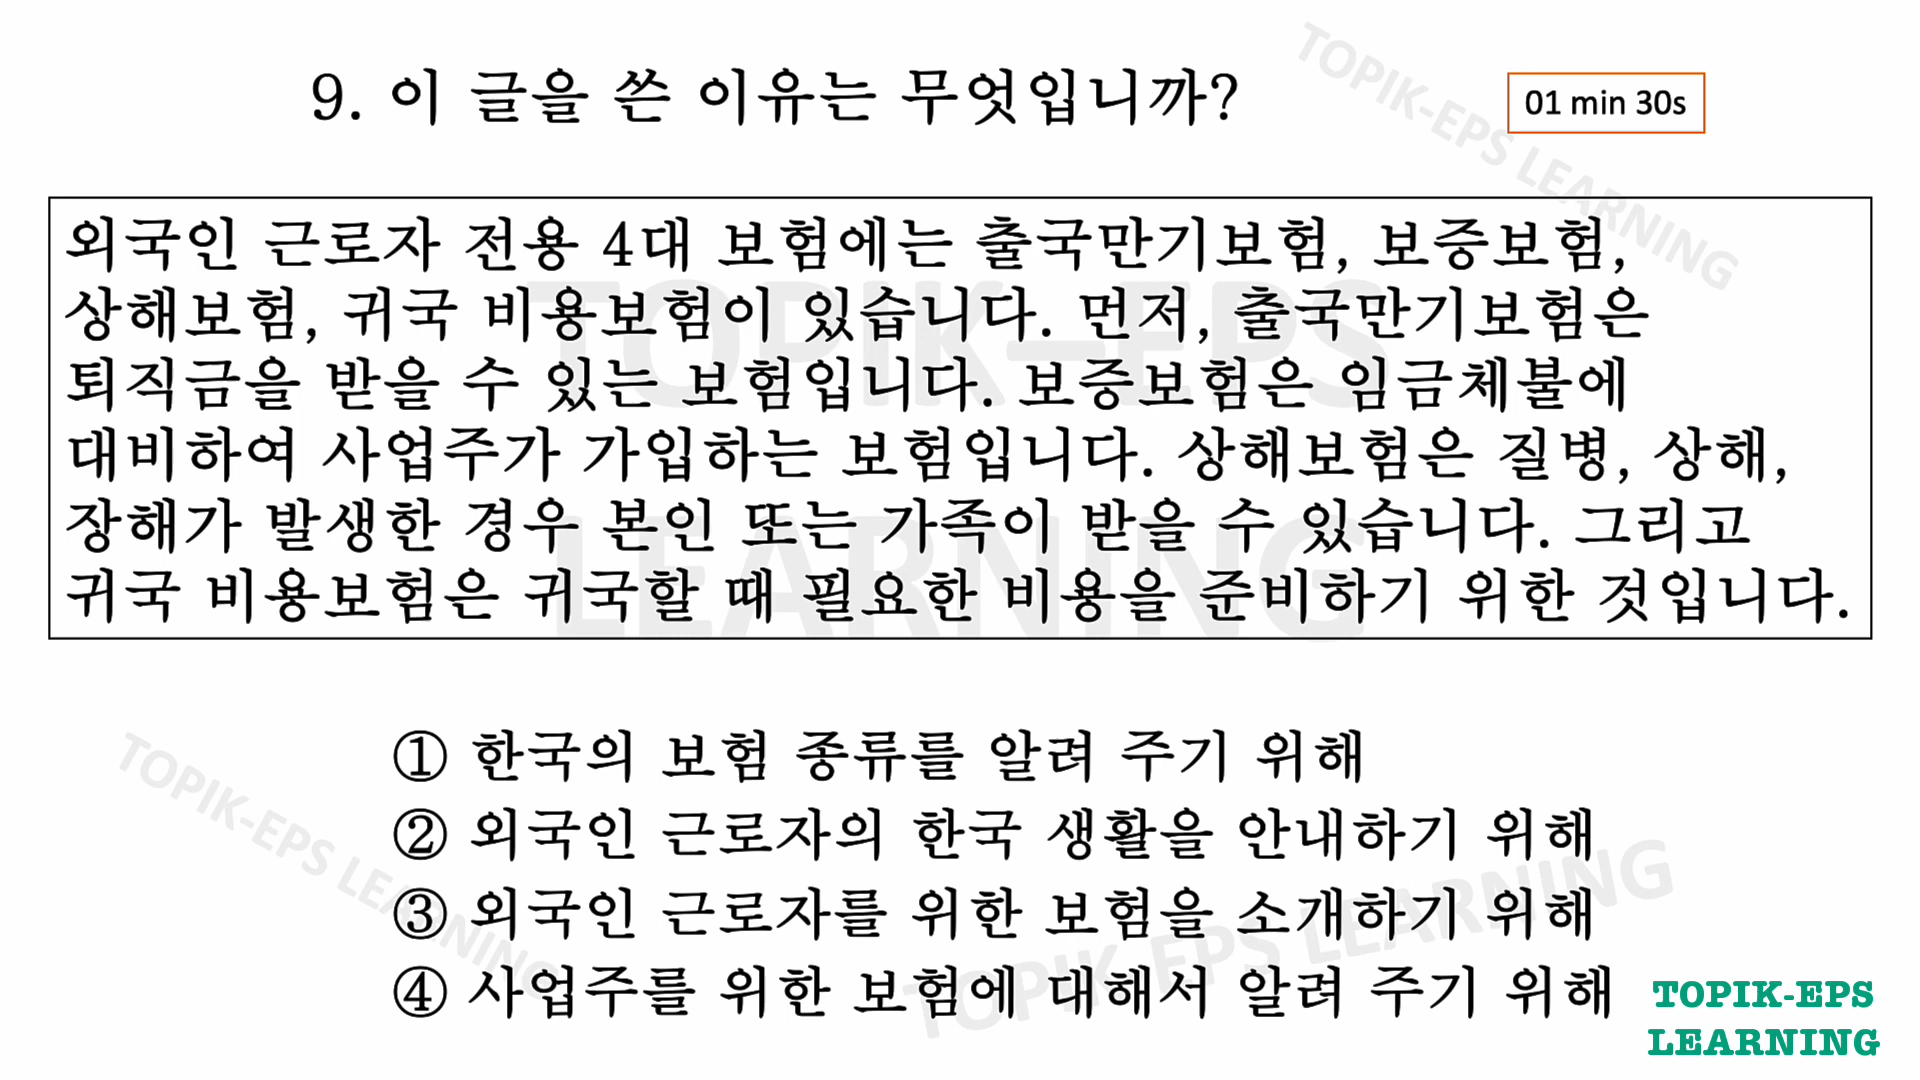 9. 이 글을 쓴 이유는 무엇입니까?
01 min 30s
외국인 근로자 전용 4대 보험에는 출국만기보험, 보증보험,
상해보험, 귀국 비용보험이 있습니다. 먼저, 출국만기보험은
퇴직금을 받을 수 있는 보험입니다. 보증보험은 임금체불에
대비하여 사업주가 가입하는 보험입니다. 상해보험은 질병, 상해,
장해가 발생한 경우 본인 또는 가족이 받을 수 있습니다. 그리고
귀국 비용보험은 귀국할 때 필요한 비용을 준비하기 위한 것입니다.
① 한국의 보험 종류를 알려 주기 위해
② 외국인 근로자의 한국 생활을 안내하기 위해
③ 외국인 근로자를 위한 보험을 소개하기 위해
④ 사업주를 위한 보험에 대해서 알려 주기 위해
TOPIK-EPS
LEARNING
TOPIK-EPS LEARNING
TOPIK-EPS
LEARNING
TOPIK-EPS LEARNING
TOPIK-EPS LEARNING